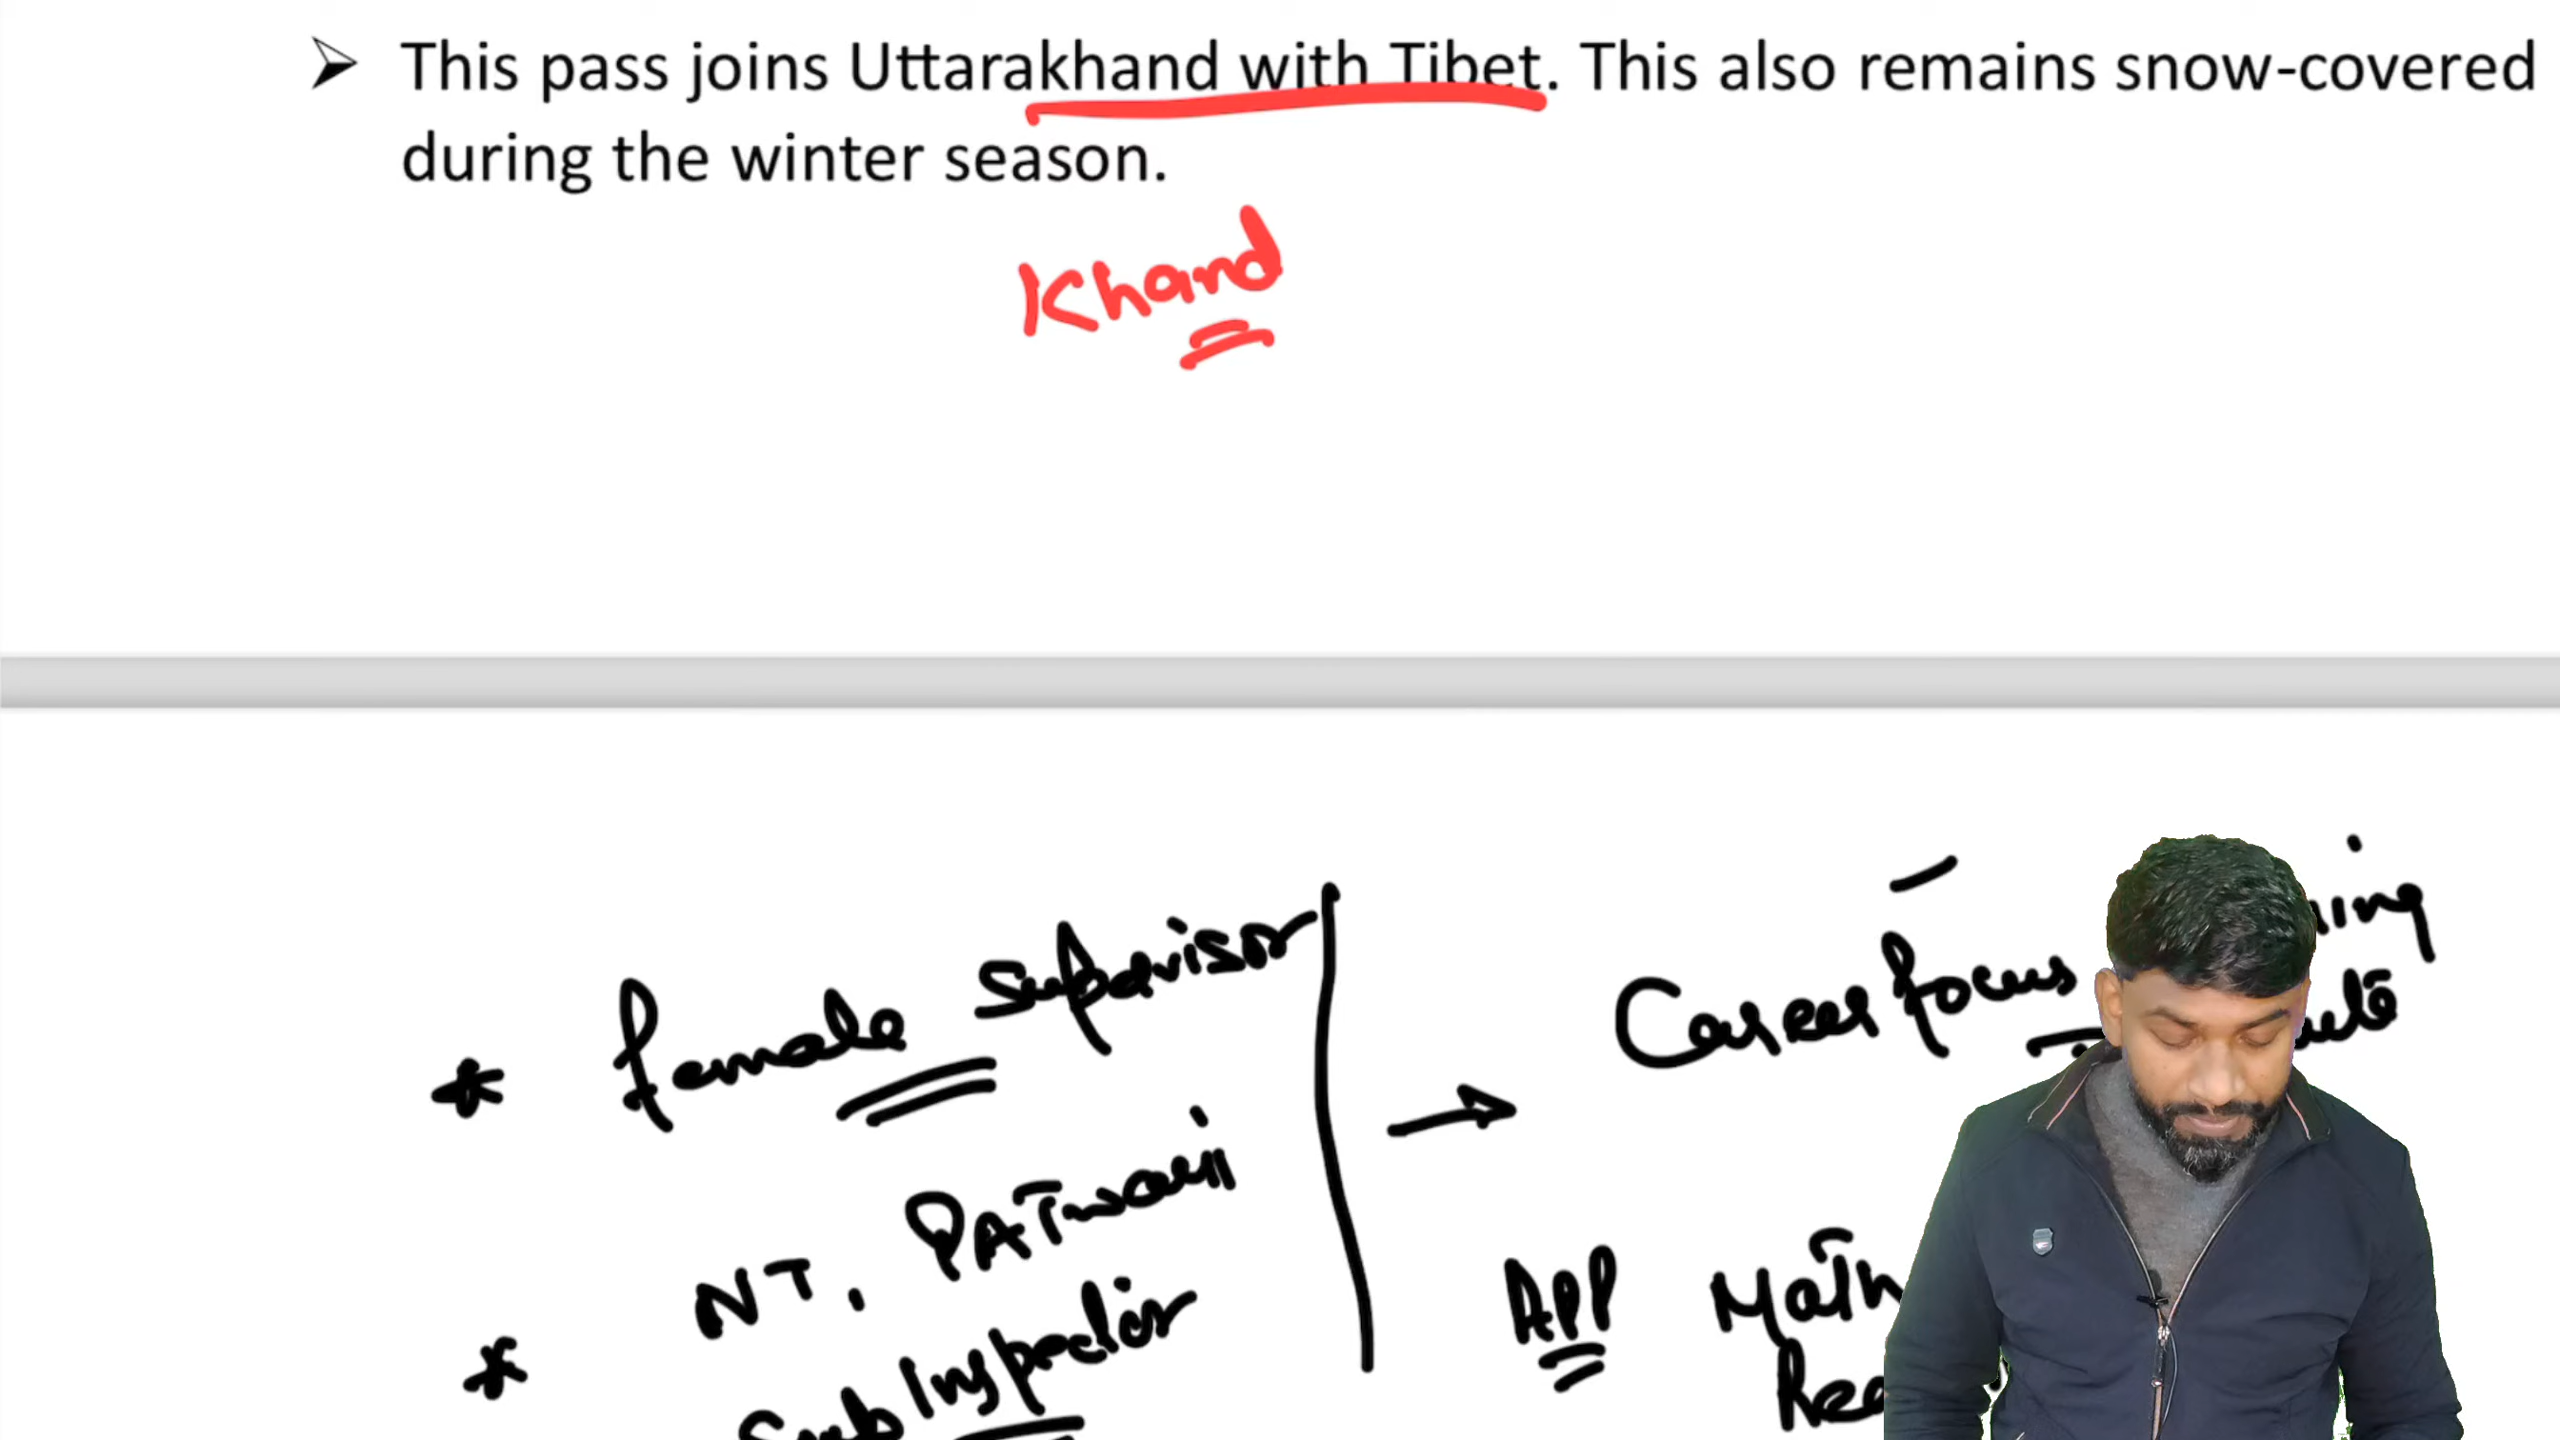 ➢ This pass joins Uttarakhand with Tibet. This also remains snow-covered
during the winter season.
Khand
* female Supervisor
NT, PATwari
* Sub Inspector
→ Career focus
APP Math